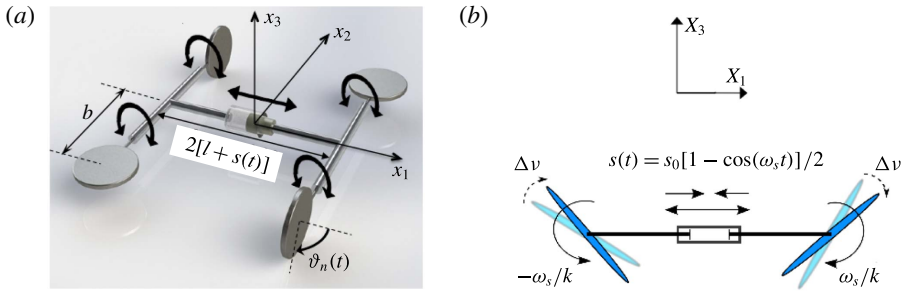 (a)
x₃
x₂
b
2[l + s(t)]
x₁
ϑₙ(t)
(b)
X₃
X₁
Δν
s(t) = s₀[1 − cos(ωₛt)]/2
Δν
−ωₛ/k
ωₛ/k